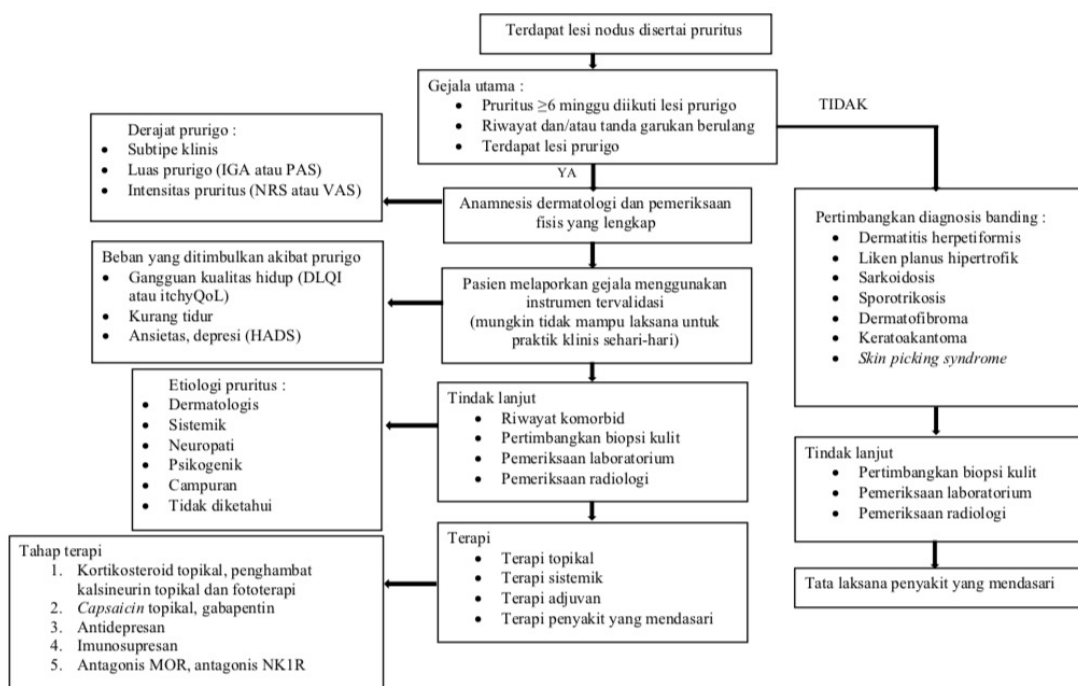 Terdapat lesi nodus disertai pruritus
Gejala utama :
• Pruritus ≥6 minggu diikuti lesi prurigo
• Riwayat dan/atau tanda garukan berulang
• Terdapat lesi prurigo
TIDAK
YA
Derajat prurigo :
• Subtipe klinis
• Luas prurigo (IGA atau PAS)
• Intensitas pruritus (NRS atau VAS)
Anamnesis dermatologi dan pemeriksaan
fisis yang lengkap
Pertimbangkan diagnosis banding :
• Dermatitis herpetiformis
• Liken planus hipertrofik
• Sarkoidosis
• Sporotrikosis
• Dermatofibroma
• Keratoakantoma
• Skin picking syndrome
Beban yang ditimbulkan akibat prurigo
• Gangguan kualitas hidup (DLQI
atau itchyQoL)
• Kurang tidur
• Ansietas, depresi (HADS)
Pasien melaporkan gejala menggunakan
instrumen tervalidasi
(mungkin tidak mampu laksana untuk
praktik klinis sehari-hari)
Etiologi pruritus :
• Dermatologis
• Sistemik
• Neuropati
• Psikogenik
• Campuran
• Tidak diketahui
Tindak lanjut
• Riwayat komorbid
• Pertimbangkan biopsi kulit
• Pemeriksaan laboratorium
• Pemeriksaan radiologi
Tindak lanjut
• Pertimbangkan biopsi kulit
• Pemeriksaan laboratorium
• Pemeriksaan radiologi
Tahap terapi
1. Kortikosteroid topikal, penghambat
kalsineurin topikal dan fototerapi
2. Capsaicin topikal, gabapentin
3. Antidepresan
4. Imunosupresan
5. Antagonis MOR, antagonis NK1R
Terapi
• Terapi topikal
• Terapi sistemik
• Terapi adjuvan
• Terapi penyakit yang mendasari
Tata laksana penyakit yang mendasari